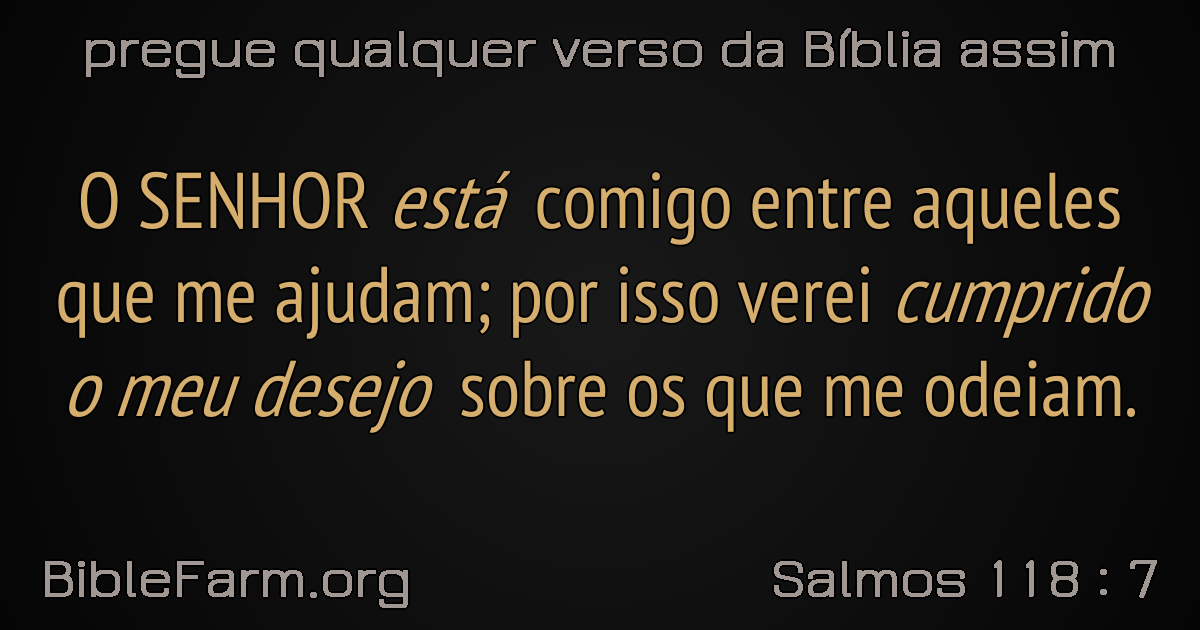 pregue qualquer verso da Bíblia assim
O SENHOR está comigo entre aqueles
que me ajudam; por isso verei cumprido
o meu desejo sobre os que me odeiam.
BibleFarm.org
Salmos 118 : 7